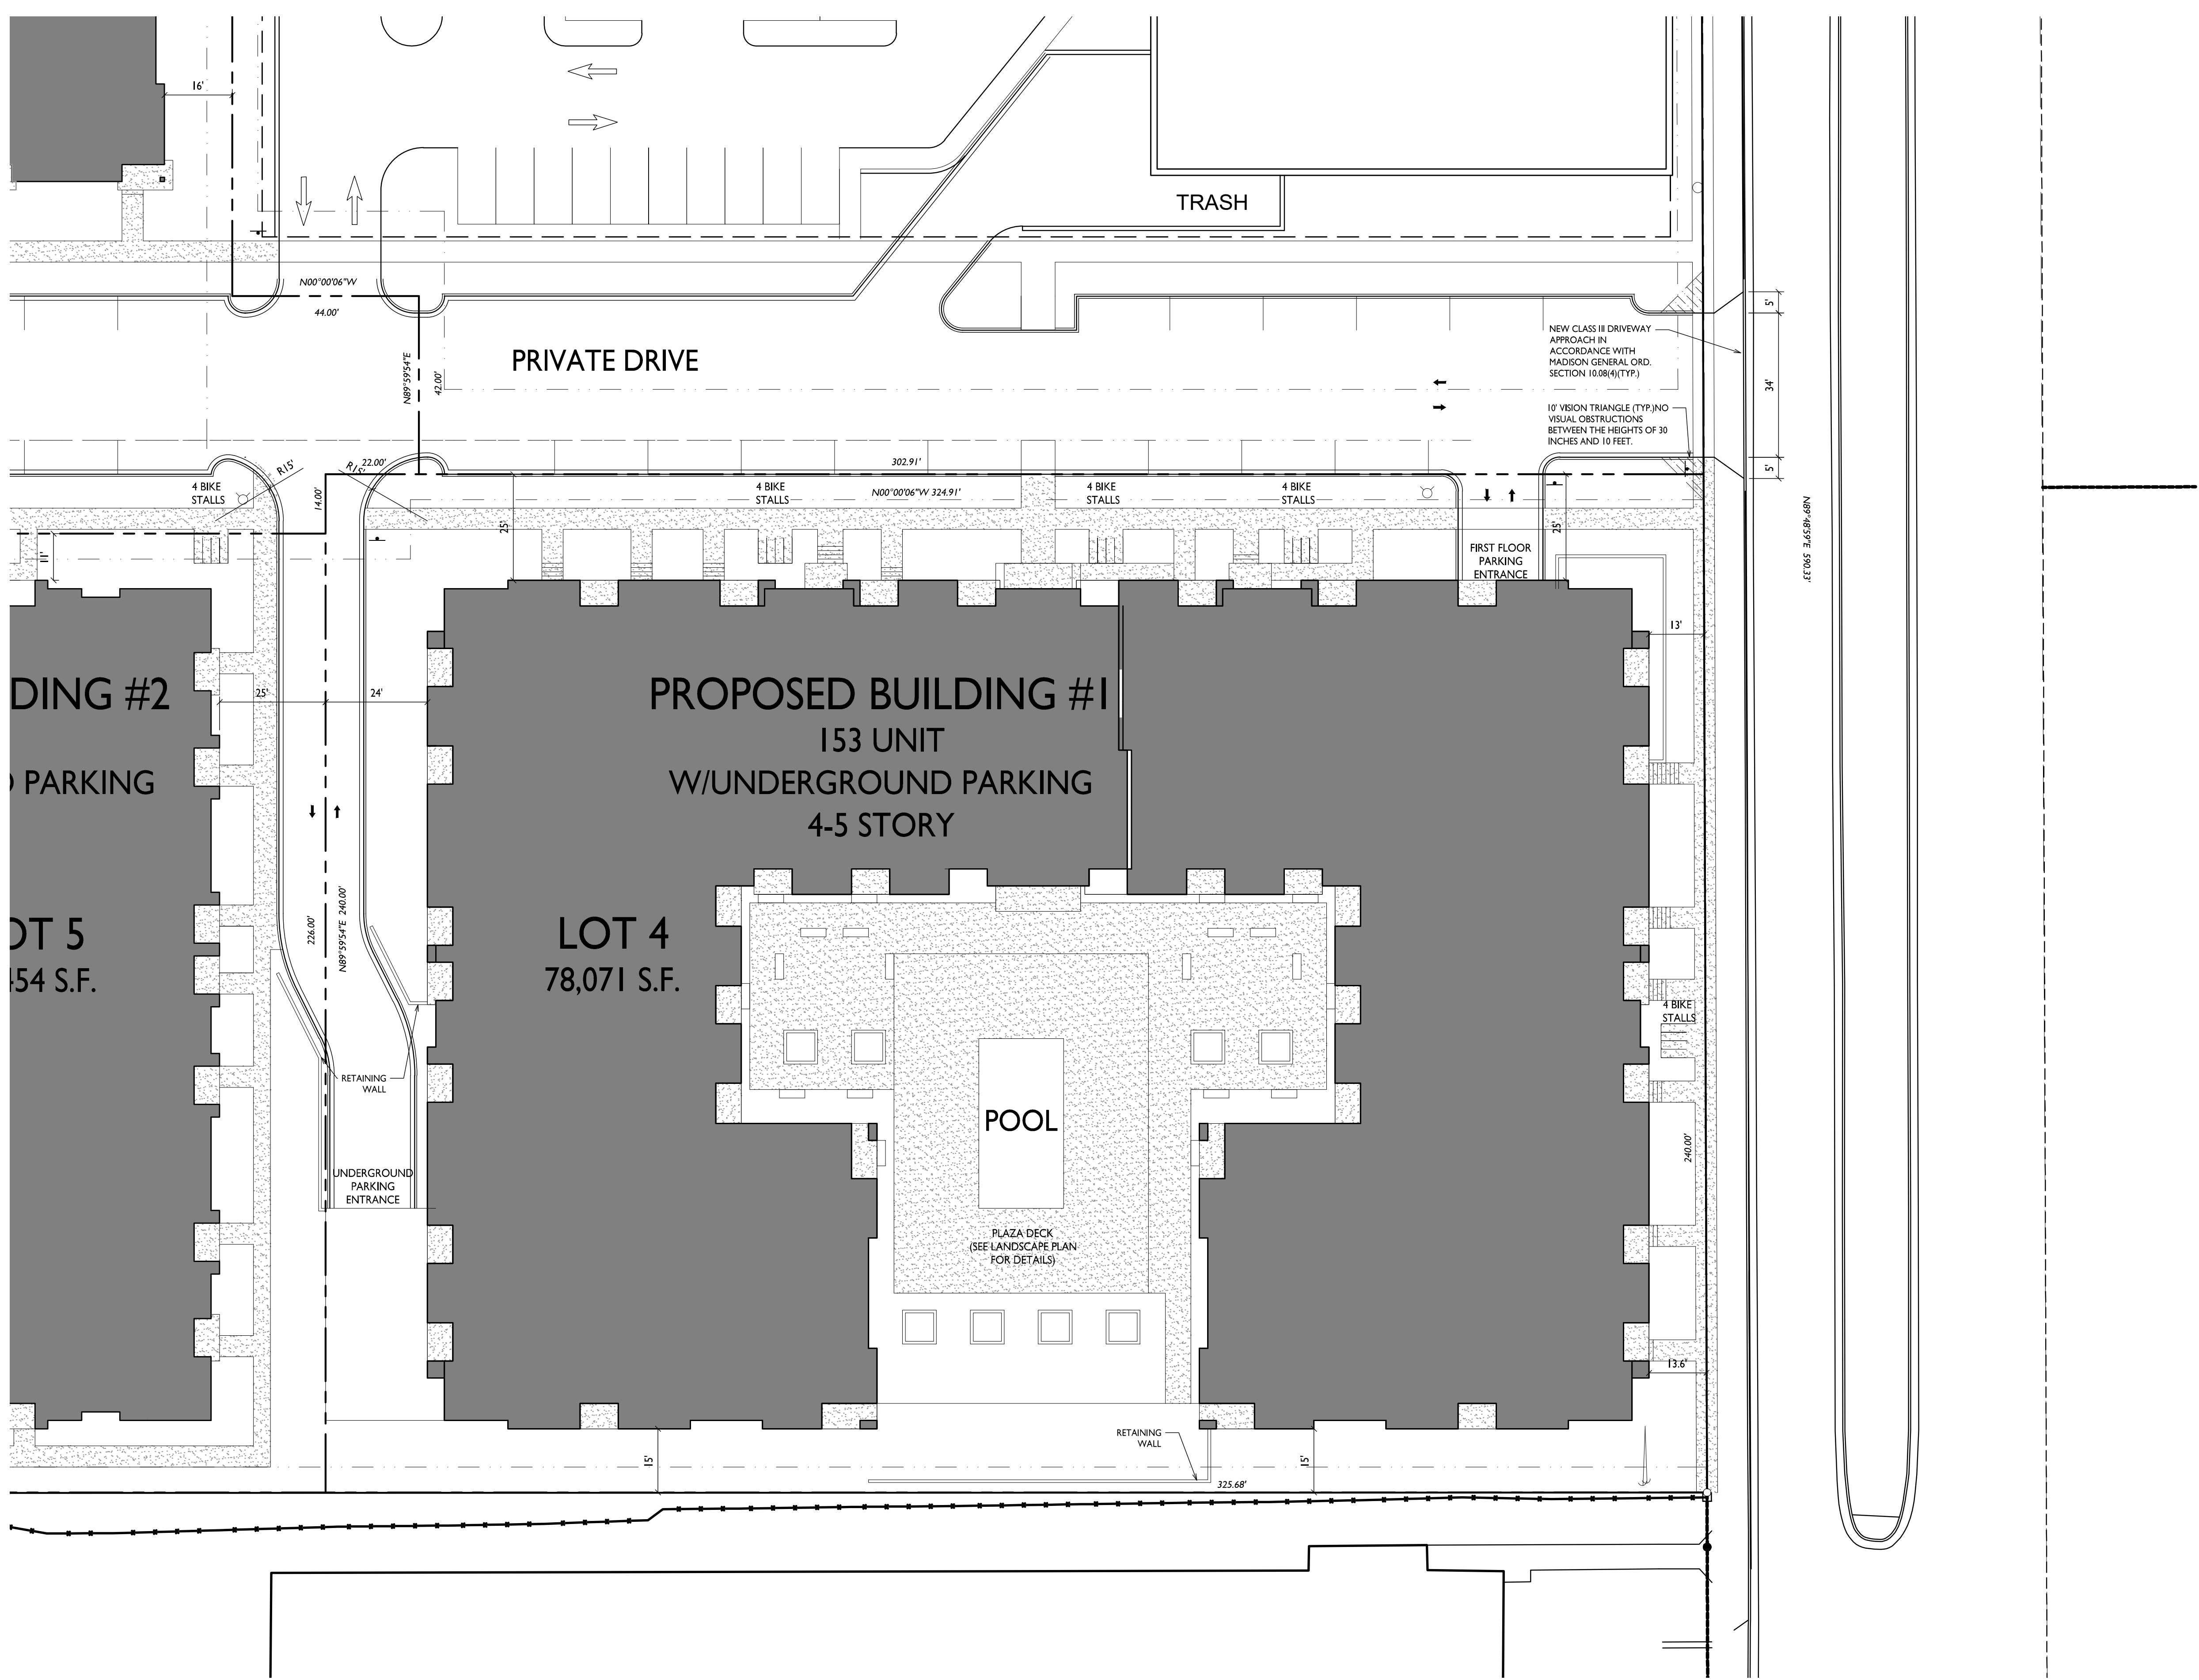 16'
TRASH
N00°00'06"W
44.00'
N89°59'54"E
42.00'
PRIVATE DRIVE
NEW CLASS III DRIVEWAY
APPROACH IN
ACCORDANCE WITH
MADISON GENERAL ORD.
SECTION 10.08(4)(TYP.)
5'
34'
5'
10' VISION TRIANGLE (TYP.)NO
VISUAL OBSTRUCTIONS
BETWEEN THE HEIGHTS OF 30
INCHES AND 10 FEET.
R15'
R15'
22.00'
302.91'
4 BIKE
STALLS
14.00'
4 BIKE
STALLS
N00°00'06"W 324.91'
4 BIKE
STALLS
4 BIKE
STALLS
N89°48'59"E 590.33'
11'
25'
25'
FIRST FLOOR
PARKING
ENTRANCE
13'
DING #2
PARKING
25'
24'
PROPOSED BUILDING #1
153 UNIT
W/UNDERGROUND PARKING
4-5 STORY
OT 5
454 S.F.
226.00'
N89°59'54"E 240.00'
LOT 4
78,071 S.F.
4 BIKE
STALLS
RETAINING
WALL
POOL
240.00'
UNDERGROUND
PARKING
ENTRANCE
PLAZA DECK
(SEE LANDSCAPE PLAN
FOR DETAILS)
13.6'
RETAINING
WALL
15'
15'
325.68'